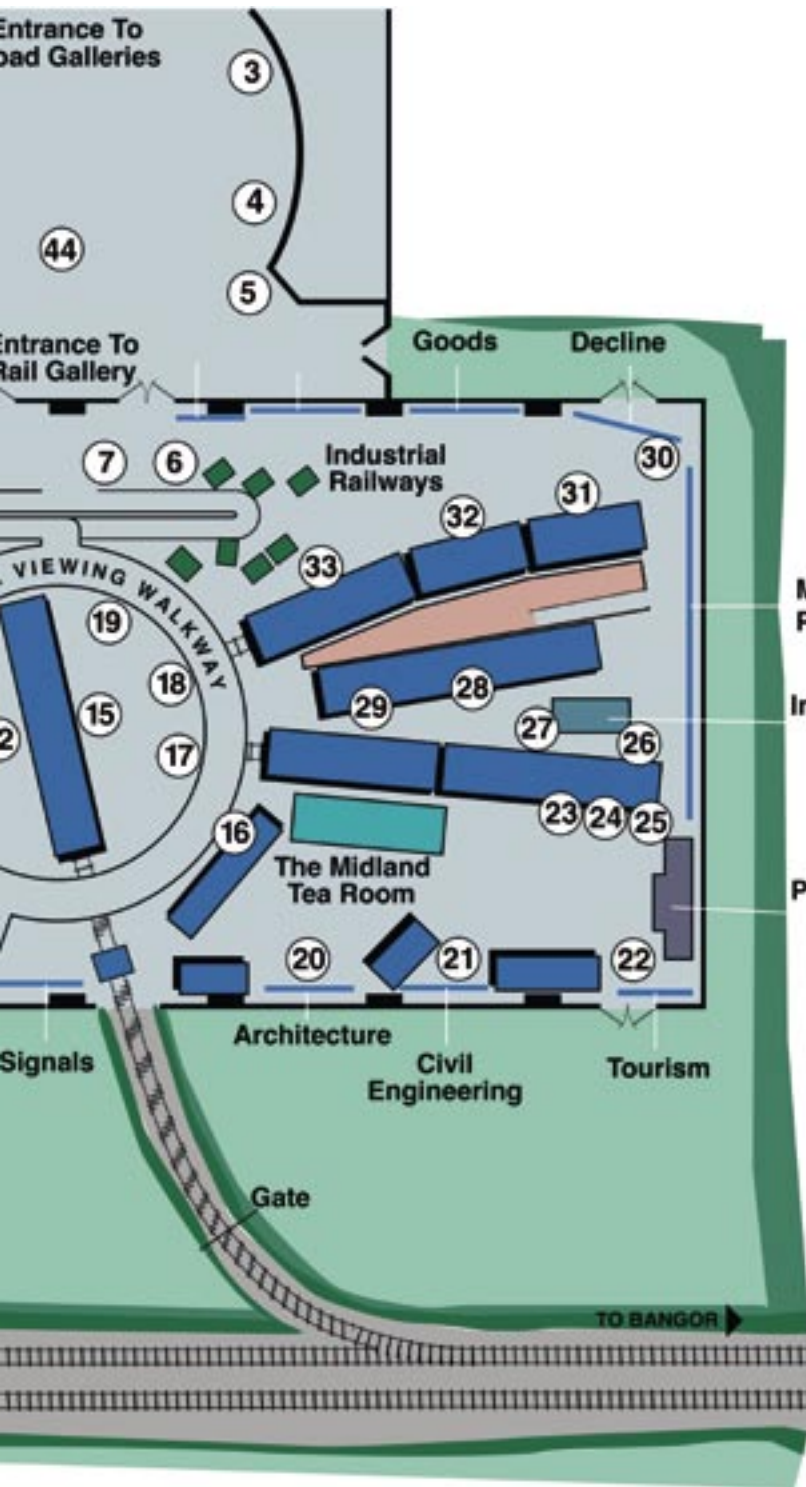 Entrance To
oad Galleries
3
4
44
5
Entrance To
Rail Gallery
Goods
Decline
7
6
Industrial
Railways
30
31
32
33
VIEWING WALKWAY
19
18
15
2
17
29
28
27
26
23
24
25
16
The Midland
Tea Room
20
21
22
Architecture
Signals
Civil
Engineering
Tourism
Gate
TO BANGOR
M
P
In
P